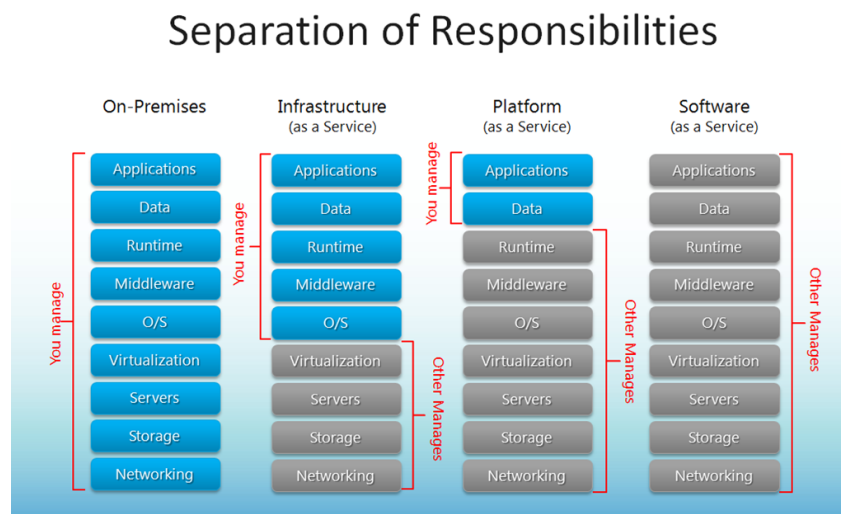 Separation of Responsibilities
On-Premises
You manage
Applications
Data
Runtime
Middleware
O/S
Virtualization
Servers
Storage
Networking
Infrastructure
(as a Service)
You manage
Applications
Data
Runtime
Middleware
O/S
Virtualization
Servers
Storage
Networking
Other Manages
Platform
(as a Service)
You manage
Applications
Data
Runtime
Middleware
O/S
Virtualization
Servers
Storage
Networking
Other Manages
Software
(as a Service)
Applications
Data
Runtime
Middleware
O/S
Virtualization
Servers
Storage
Networking
Other Manages